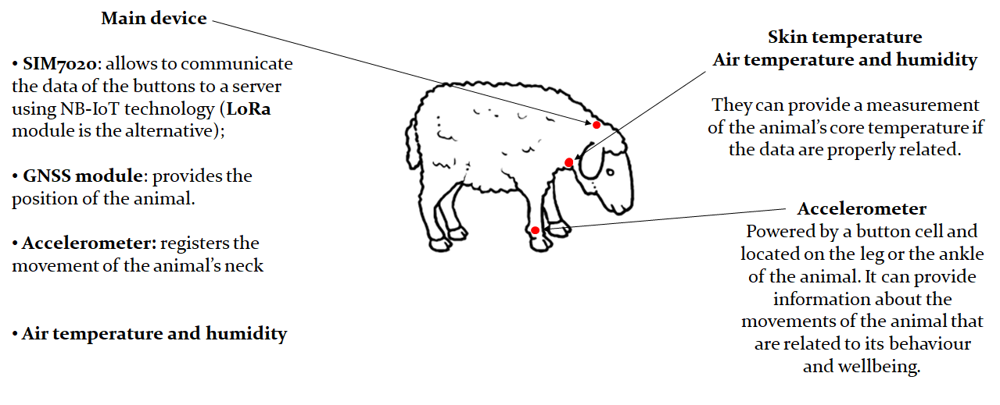 Main device
• SIM7020: allows to communicate
the data of the buttons to a server
using NB-IoT technology (LoRa
module is the alternative);
• GNSS module: provides the
position of the animal.
• Accelerometer: registers the
movement of the animal’s neck
• Air temperature and humidity
Skin temperature
Air temperature and humidity
They can provide a measurement
of the animal’s core temperature if
the data are properly related.
Accelerometer
Powered by a button cell and
located on the leg or the ankle
of the animal. It can provide
information about the
movements of the animal that
are related to its behaviour
and wellbeing.